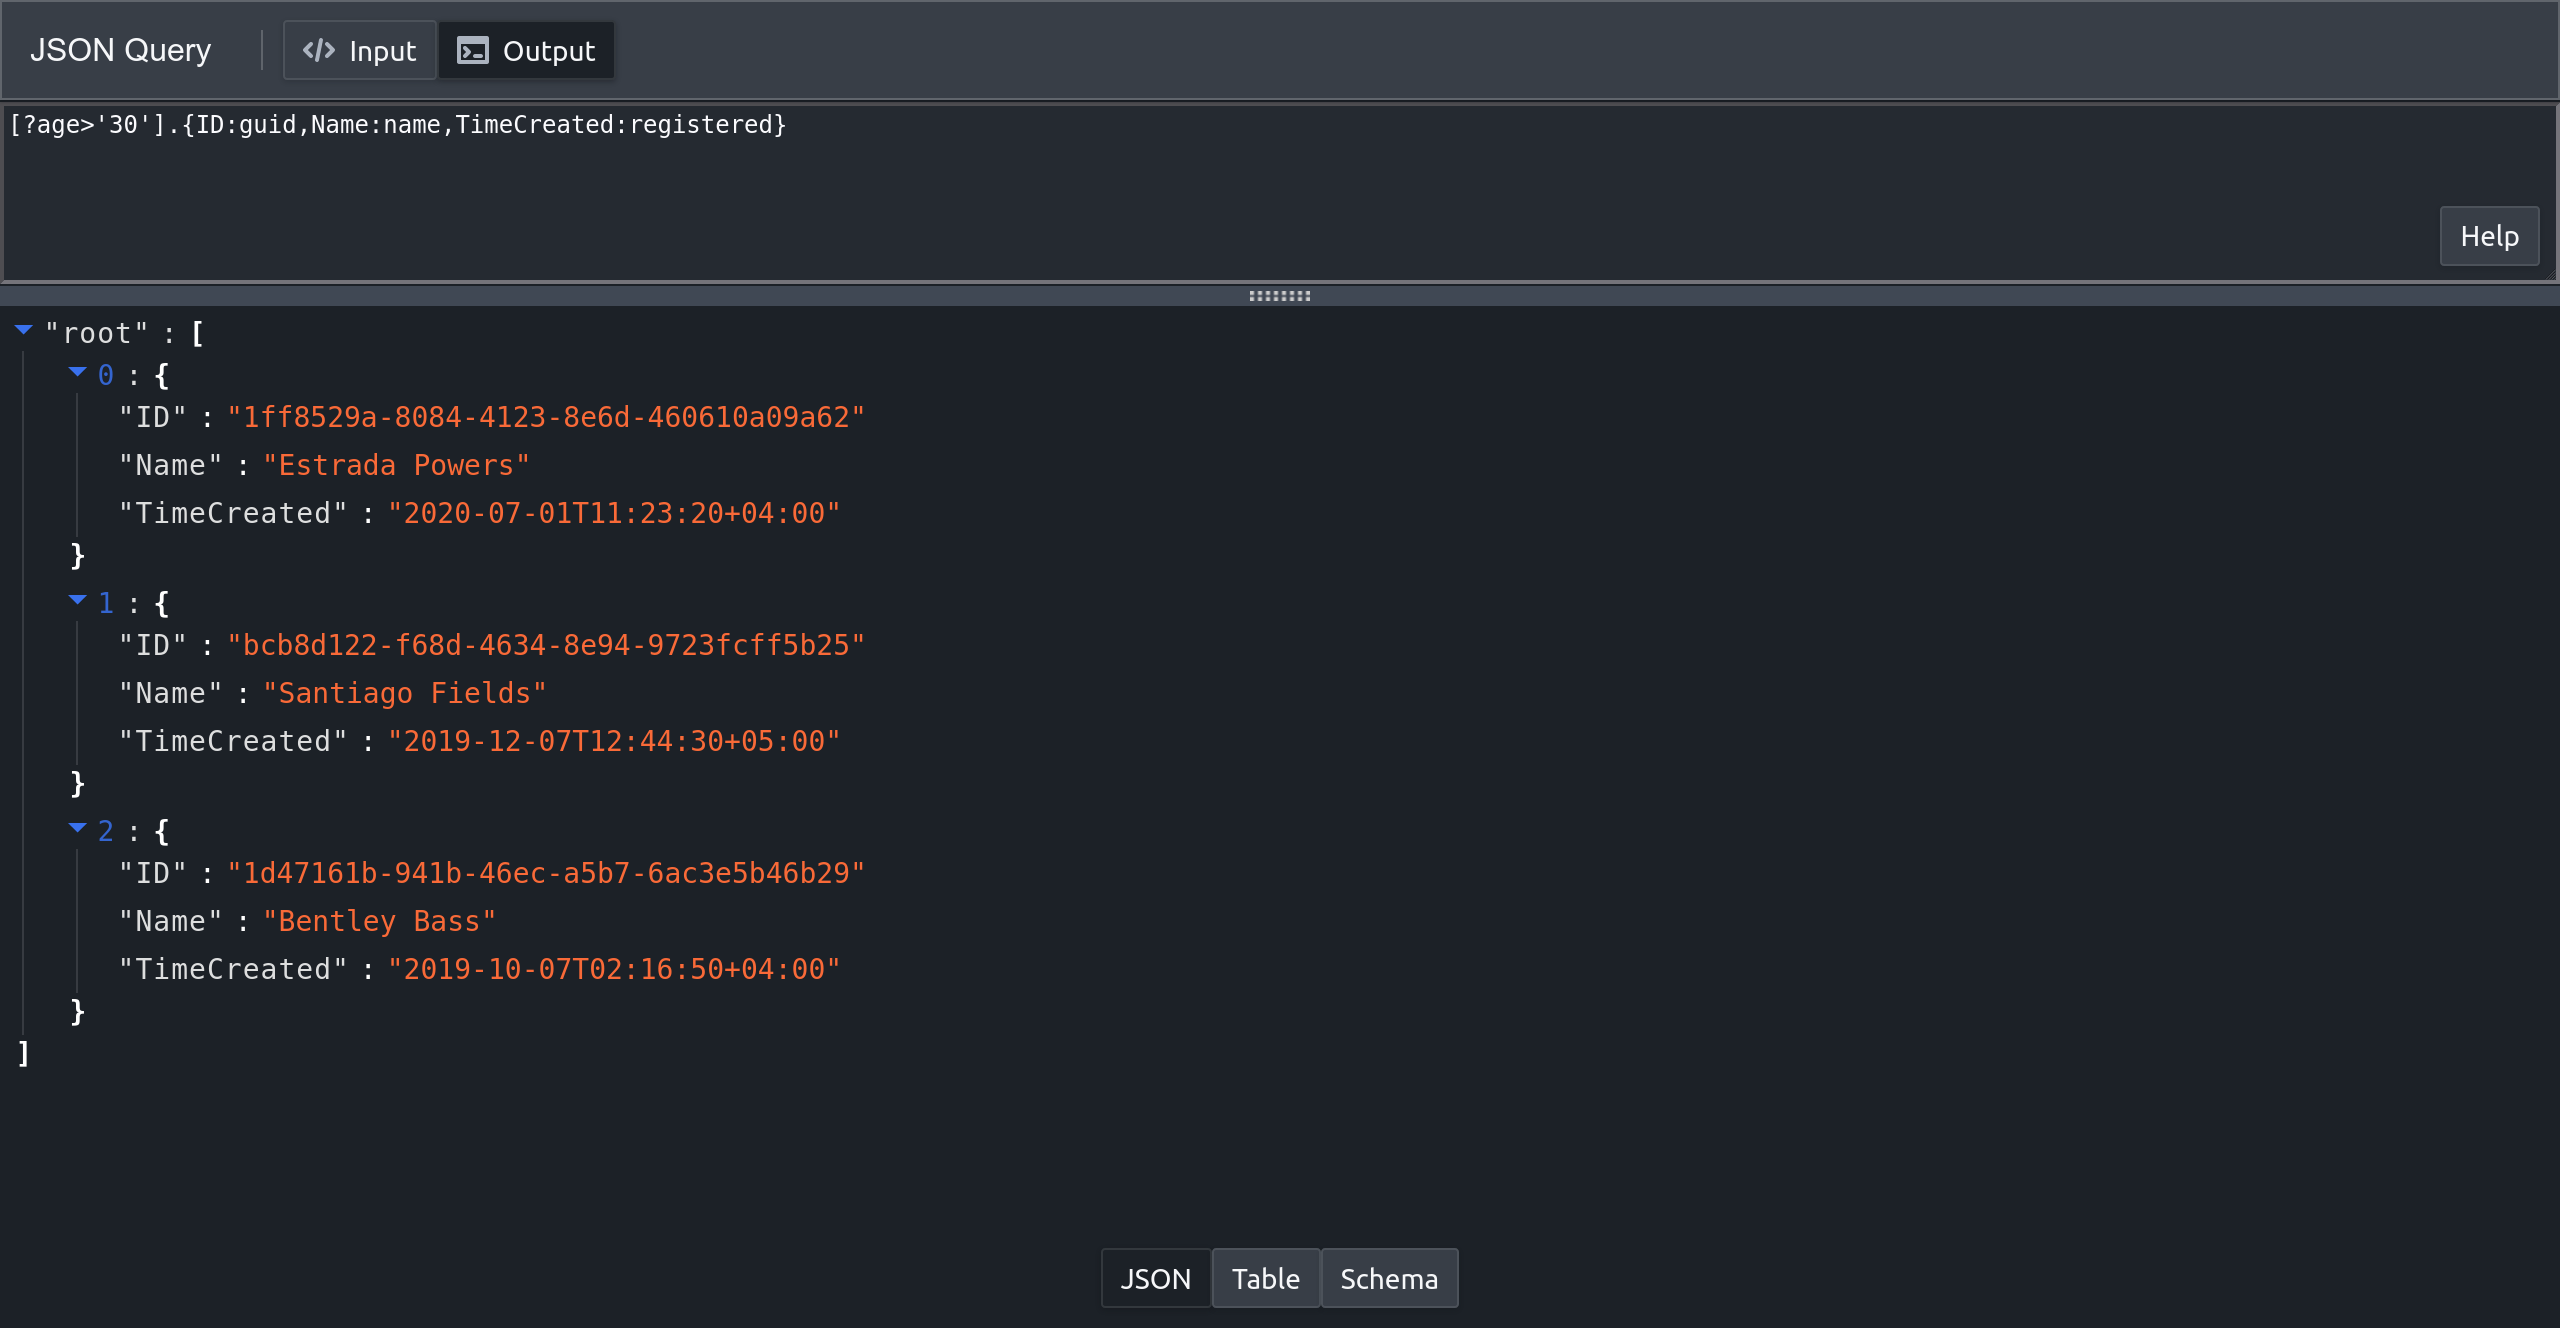 JSON Query </> Input Output
[?age>'30'].{ID:guid,Name:name,TimeCreated:registered}
Help
"root" : [
0 : {
"ID" : "1ff8529a-8084-4123-8e6d-460610a09a62"
"Name" : "Estrada Powers"
"TimeCreated" : "2020-07-01T11:23:20+04:00"
}
1 : {
"ID" : "bcb8d122-f68d-4634-8e94-9723fcff5b25"
"Name" : "Santiago Fields"
"TimeCreated" : "2019-12-07T12:44:30+05:00"
}
2 : {
"ID" : "1d47161b-941b-46ec-a5b7-6ac3e5b46b29"
"Name" : "Bentley Bass"
"TimeCreated" : "2019-10-07T02:16:50+04:00"
}
]
JSON Table Schema